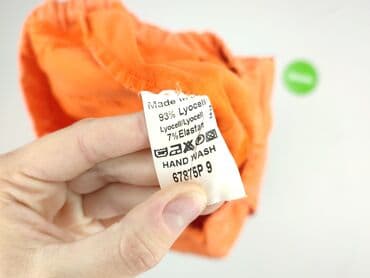 Made in
93% Lyocell
Lyocell/Lyocell
7%Elastan
HAND WASH
67875P 9